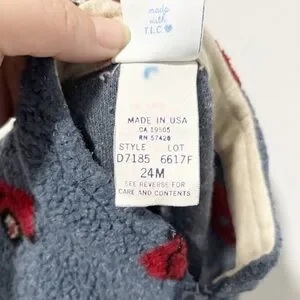 made
with
T.L.C.
MADE IN USA
CA 19505
RN 57420
STYLE LOT
D7185 6617F
24M
SEE REVERSE FOR
CARE AND CONTENTS